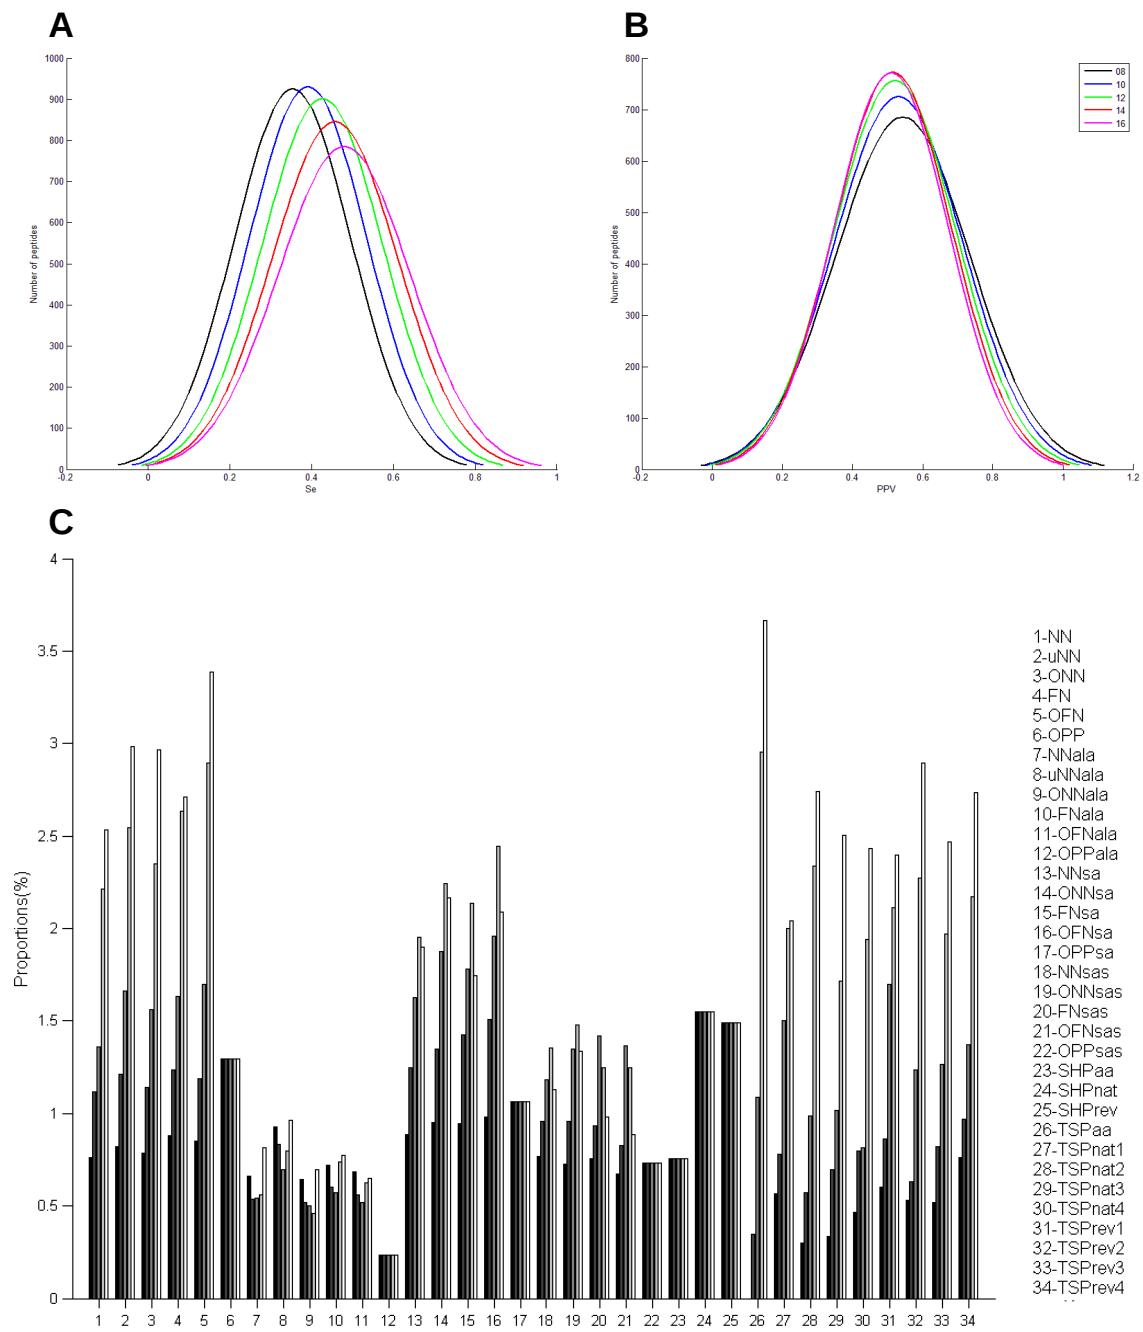 A
B
1000
900
800
700
600
500
400
300
200
100
0
-0.2
0
0.2
0.4
0.6
0.8
1
Number of peptides
Se
800
700
600
500
400
300
200
100
0
-0.2
0
0.2
0.4
0.6
0.8
1
1.2
Number of peptides
PPV
08
10
12
14
16
C
4
3.5
3
2.5
2
1.5
1
0.5
0
Proportions(%)
1 2 3 4 5 6 7 8 9 10 11 12 13 14 15 16 17 18 19 20 21 22 23 24 25 26 27 28 29 30 31 32 33 34
1-NN
2-uNN
3-ONN
4-FN
5-OFN
6-OPP
7-NNala
8-uNNala
9-ONNala
10-FNala
11-OFNala
12-OPPala
13-NNsa
14-ONNsa
15-FNsa
16-OFNsa
17-OPPsa
18-NNsas
19-ONNsas
20-FNsas
21-OFNsas
22-OPPsas
23-SHPaa
24-SHPnat
25-SHPrev
26-TSPaa
27-TSPnat1
28-TSPnat2
29-TSPnat3
30-TSPnat4
31-TSPrev1
32-TSPrev2
33-TSPrev3
34-TSPrev4